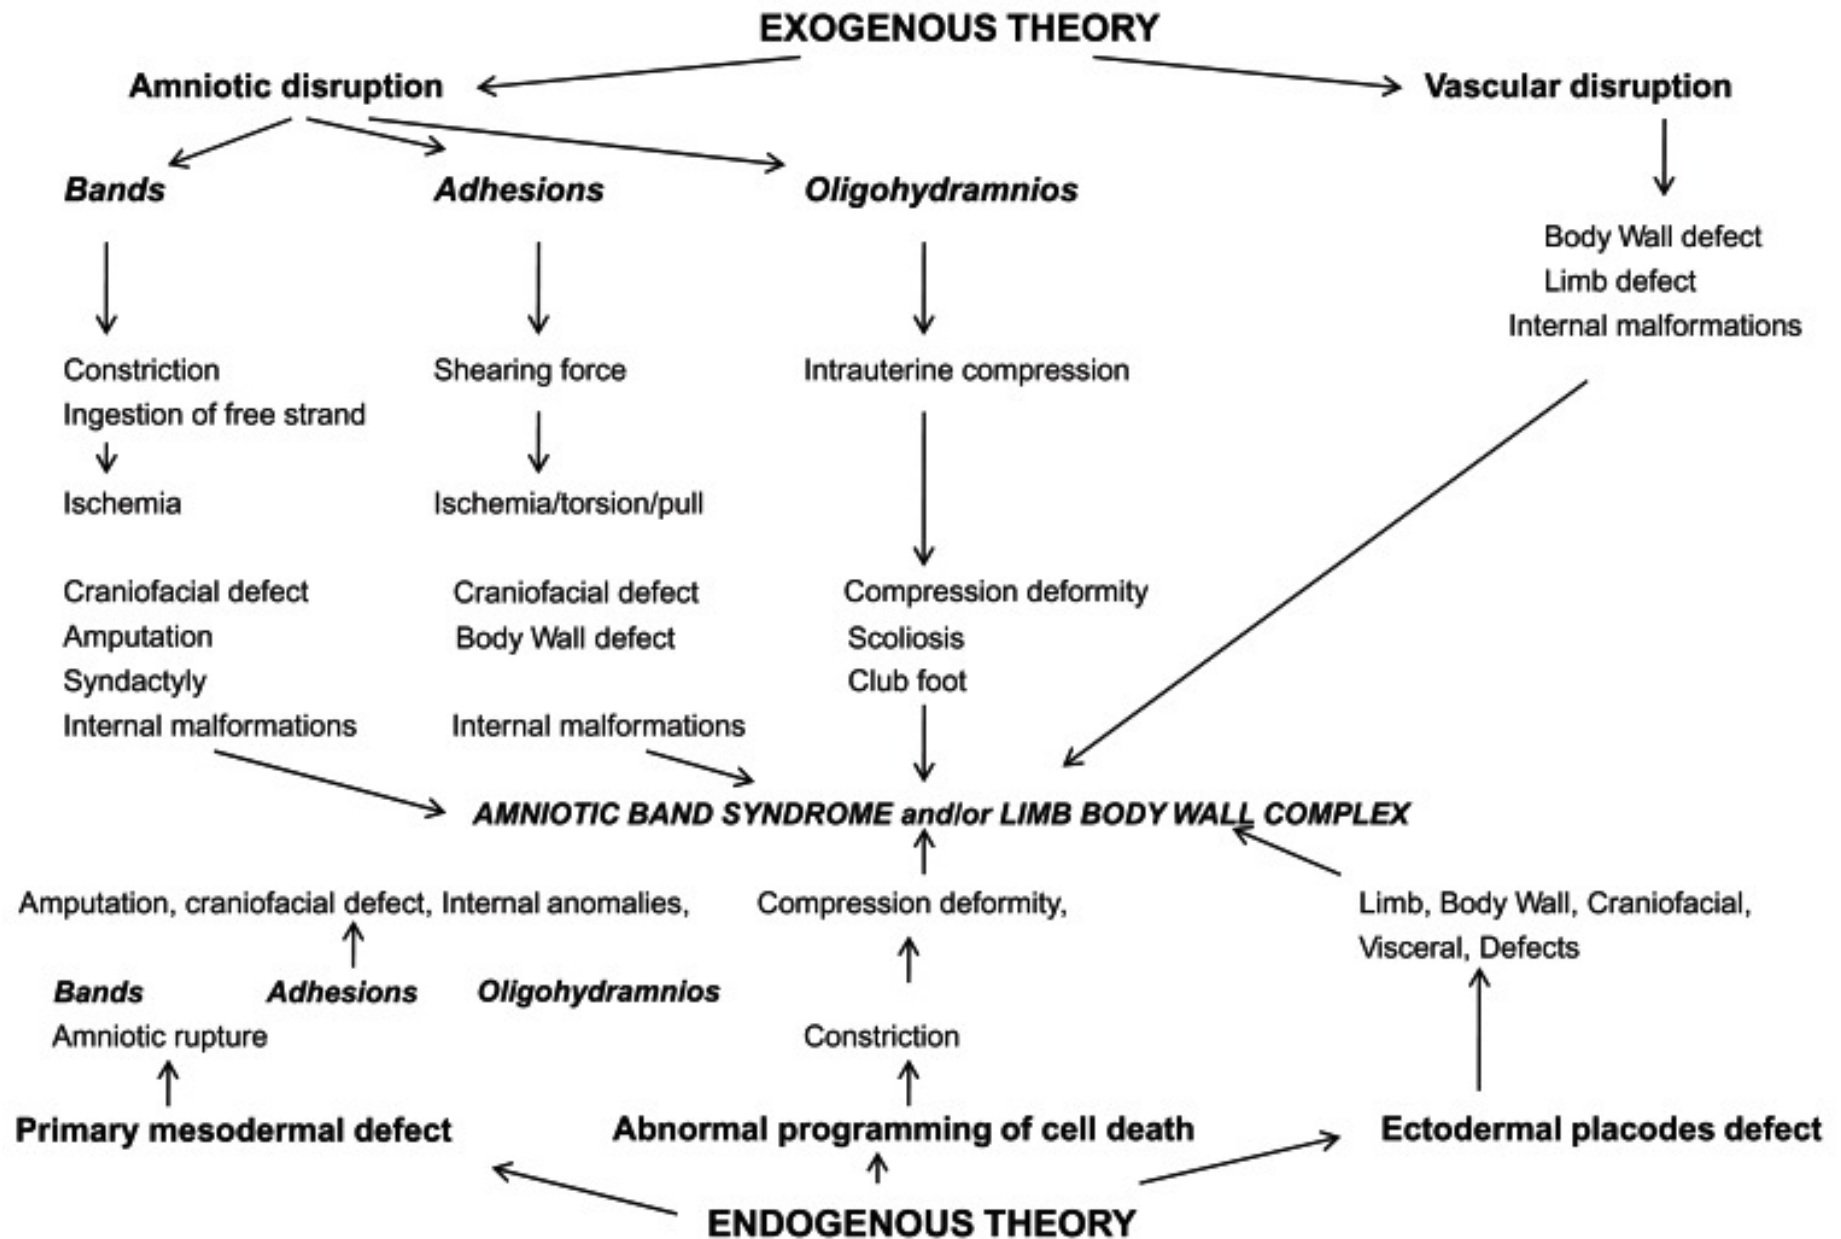 EXOGENOUS THEORY
Amniotic disruption
Vascular disruption
Bands
Adhesions
Oligohydramnios
Body Wall defect
Limb defect
Internal malformations
Constriction
Ingestion of free strand
Shearing force
Intrauterine compression
Ischemia
Ischemia/torsion/pull
Craniofacial defect
Amputation
Syndactyly
Internal malformations
Craniofacial defect
Body Wall defect
Internal malformations
Compression deformity
Scoliosis
Club foot
AMNIOTIC BAND SYNDROME and/or LIMB BODY WALL COMPLEX
Amputation, craniofacial defect, Internal anomalies,
Compression deformity,
Limb, Body Wall, Craniofacial,
Visceral, Defects
Bands
Adhesions
Oligohydramnios
Amniotic rupture
Constriction
Primary mesodermal defect
Abnormal programming of cell death
Ectodermal placodes defect
ENDOGENOUS THEORY